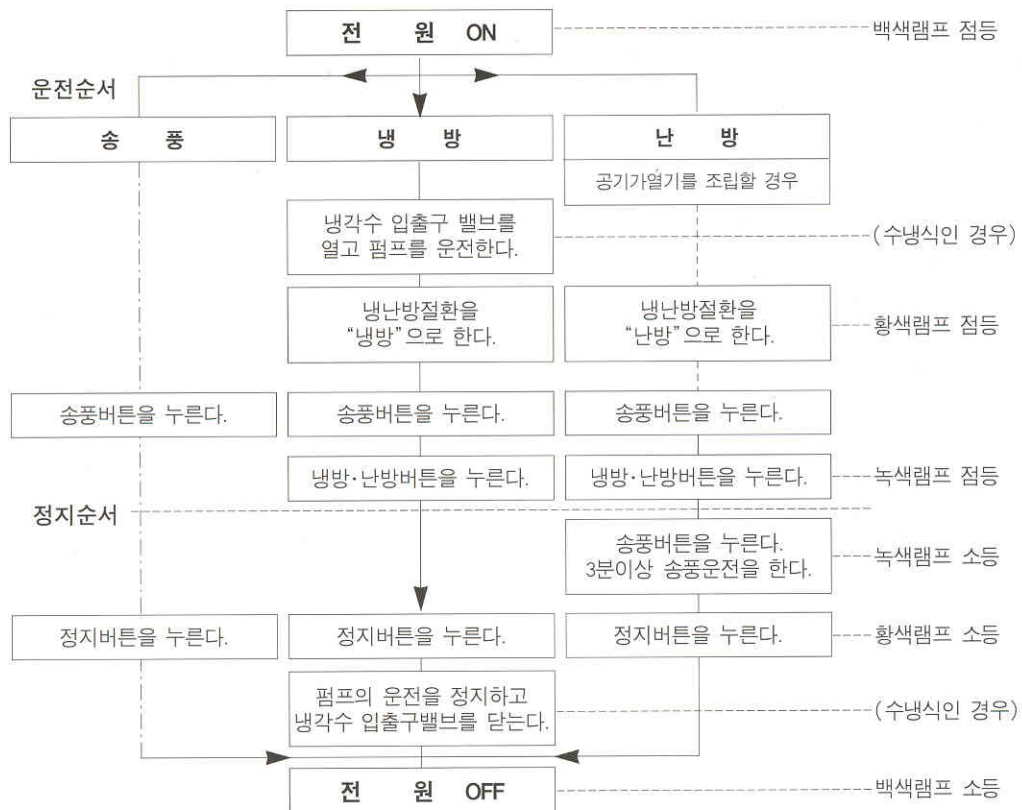 전 원 ON
백색램프 점등
운전순서
송 풍
냉 방
난 방
공기가열기를 조립할 경우
냉각수 입출구 밸브를
열고 펌프를 운전한다.
(수냉식인 경우)
냉난방절환을
“냉방”으로 한다.
냉난방절환을
“난방”으로 한다.
황색램프 점등
송풍버튼을 누른다.
송풍버튼을 누른다.
송풍버튼을 누른다.
냉방·난방버튼을 누른다.
냉방·난방버튼을 누른다.
녹색램프 점등
정지순서
송풍버튼을 누른다.
3분이상 송풍운전을 한다.
녹색램프 소등
정지버튼을 누른다.
정지버튼을 누른다.
정지버튼을 누른다.
황색램프 소등
펌프의 운전을 정지하고
냉각수 입출구밸브를 닫는다.
(수냉식인 경우)
전 원 OFF
백색램프 소등